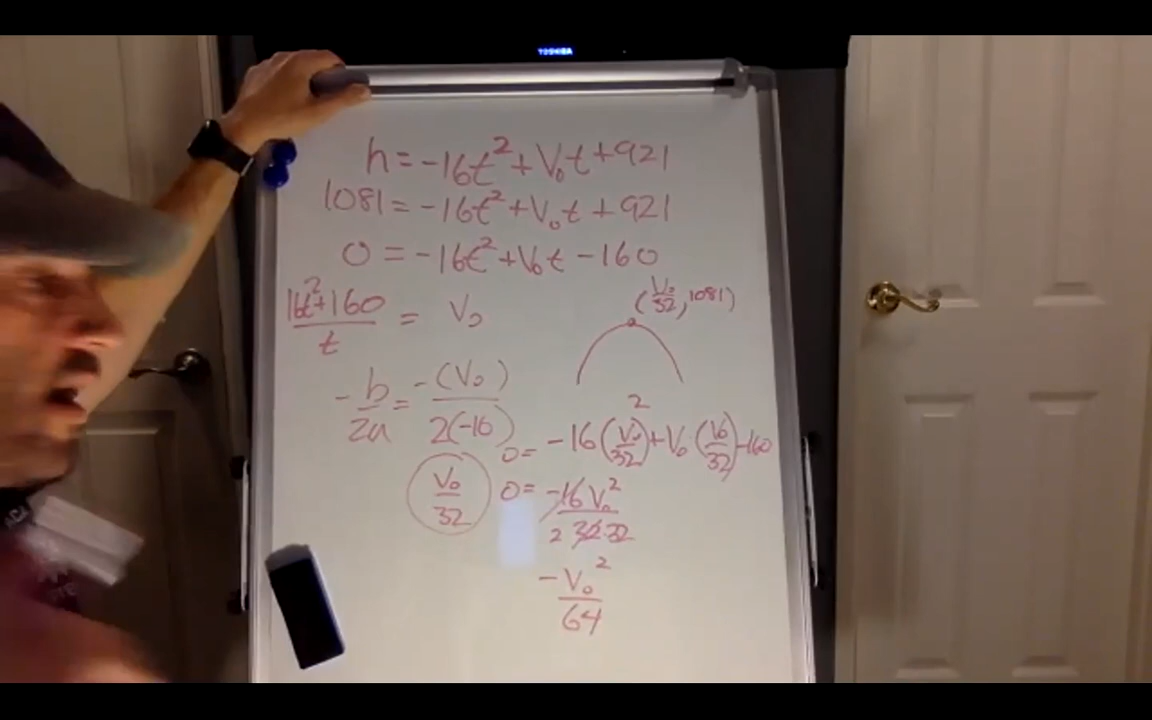 TOSHIBA
h = -16t² + V₀t + 921
1081 = -16t² + V₀t + 921
0 = -16t² + V₀t - 160
(16t² + 160)/t = V₀
(V₀/32, 1081)
-b/2a = -(V₀)/2(-16)
V₀/32
0 = -16(V₀/32)² + V₀(V₀/32) - 160
0 = -16V₀²/32·32
2
-V₀²/64